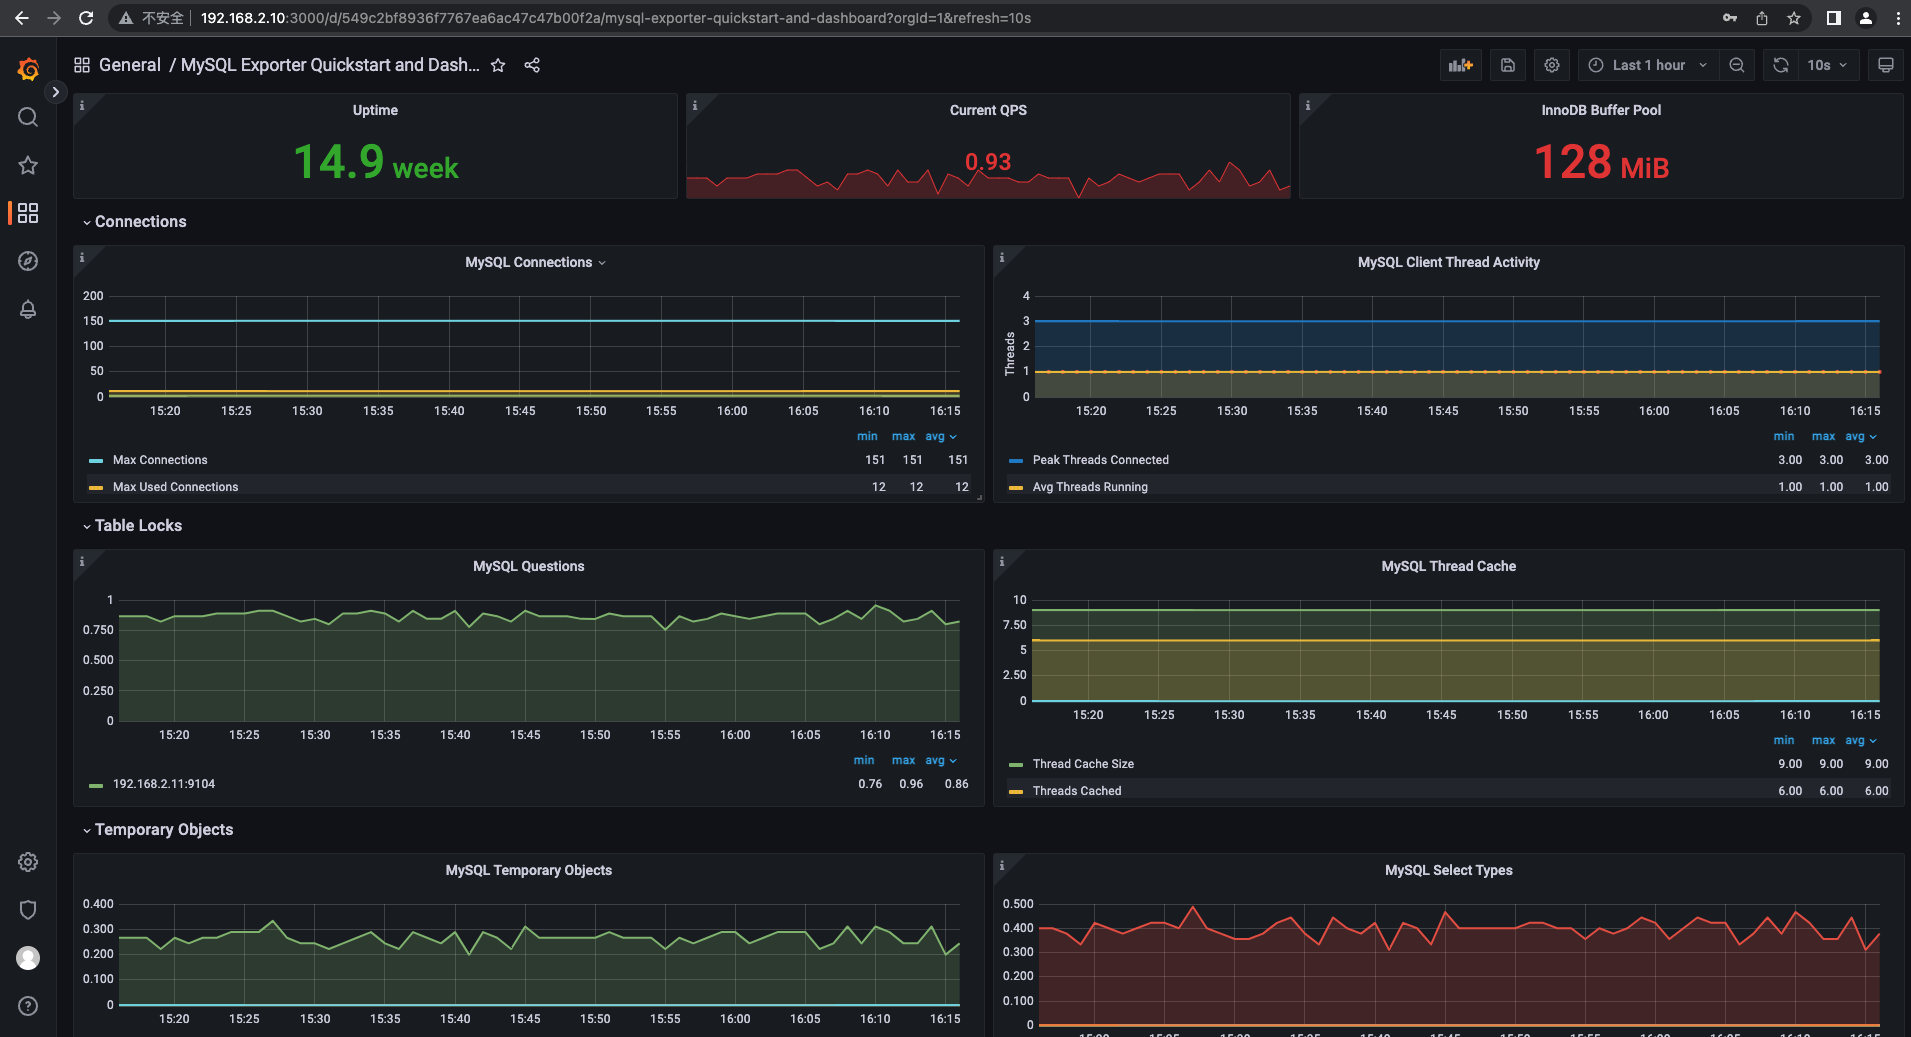 不安全 192.168.2.10:3000/d/549c2bf8936f7767ea6ac47c47b00f2a/mysql-exporter-quickstart-and-dashboard?orgId=1&refresh=10s
General / MySQL Exporter Quickstart and Dash...
Last 1 hour
10s
Uptime
14.9 week
Current QPS
0.93
InnoDB Buffer Pool
128 MiB
Connections
MySQL Connections
200
150
100
50
0
15:20 15:25 15:30 15:35 15:40 15:45 15:50 15:55 16:00 16:05 16:10 16:15
min max avg
Max Connections 151 151 151
Max Used Connections 12 12 12
MySQL Client Thread Activity
Threads
4
3
2
1
0
15:20 15:25 15:30 15:35 15:40 15:45 15:50 15:55 16:00 16:05 16:10 16:15
min max avg
Peak Threads Connected 3.00 3.00 3.00
Avg Threads Running 1.00 1.00 1.00
Table Locks
MySQL Questions
1
0.750
0.500
0.250
0
15:20 15:25 15:30 15:35 15:40 15:45 15:50 15:55 16:00 16:05 16:10 16:15
min max avg
192.168.2.11:9104 0.76 0.96 0.86
MySQL Thread Cache
10
7.50
5
2.50
0
15:20 15:25 15:30 15:35 15:40 15:45 15:50 15:55 16:00 16:05 16:10 16:15
min max avg
Thread Cache Size 9.00 9.00 9.00
Threads Cached 6.00 6.00 6.00
Temporary Objects
MySQL Temporary Objects
0.400
0.300
0.200
0.100
0
15:20 15:25 15:30 15:35 15:40 15:45 15:50 15:55 16:00 16:05 16:10 16:15
MySQL Select Types
0.500
0.400
0.300
0.200
0.100
0